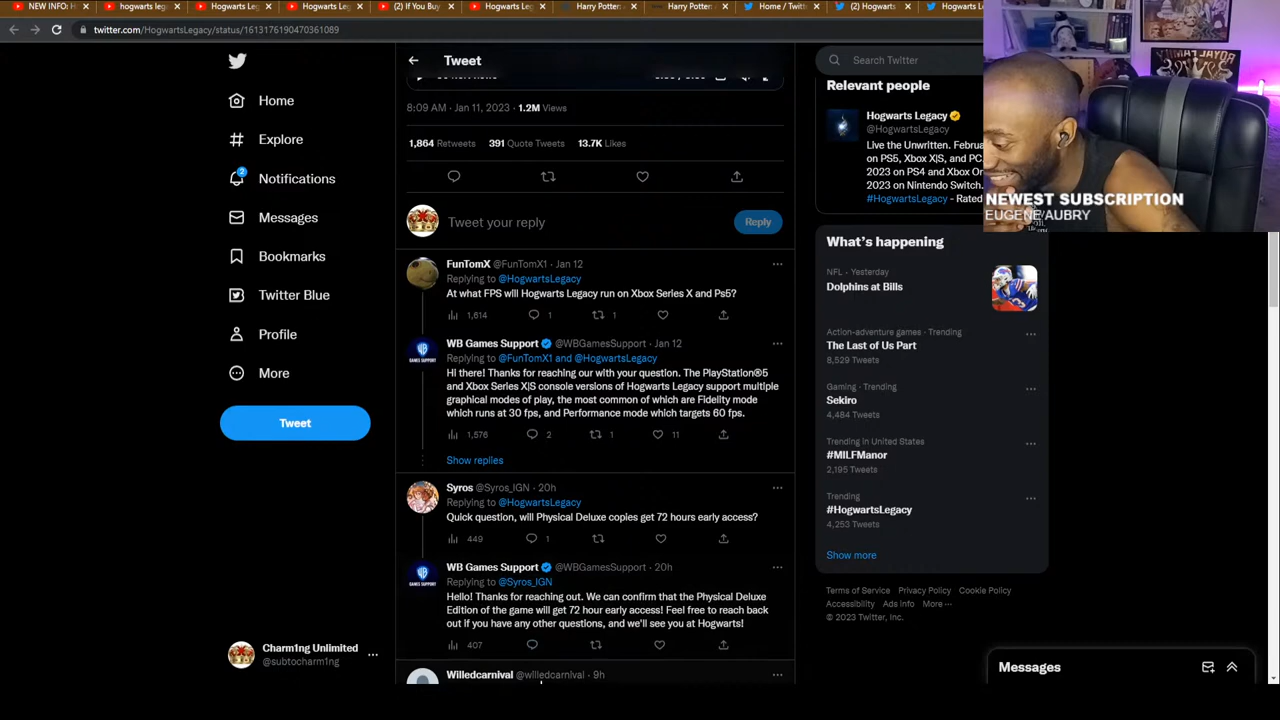 NEW INFO: H
hogwarts leg
Hogwarts Leg
Hogwarts Leg
(2) If You Buy
Hogwarts Leg
Harry Potter:
Harry Potter
Home / Twitte
(2) Hogwarts
Hogwarts Le
twitter.com/HogwartsLegacy/status/1613176190470361089
Home
Explore
2
Notifications
Messages
Bookmarks
Twitter Blue
Profile
More
Tweet
Charm1ng Unlimited
@subtocharm1ng
Tweet
8:09 AM · Jan 11, 2023 · 1.2M Views
1,864 Retweets 391 Quote Tweets 13.7K Likes
Tweet your reply
Reply
FunTomX @FunTomX1 · Jan 12
Replying to @HogwartsLegacy
At what FPS will Hogwarts Legacy run on Xbox Series X and Ps5?
1,614 1 1
WB Games Support @WBGamesSupport · Jan 12
Replying to @FunTomX1 and @HogwartsLegacy
Hi there! Thanks for reaching our with your question. The PlayStation®5
and Xbox Series X|S console versions of Hogwarts Legacy support multiple
graphical modes of play, the most common of which are Fidelity mode
which runs at 30 fps, and Performance mode which targets 60 fps.
1,576 2 1 11
Show replies
Syros @Syros_IGN · 20h
Replying to @HogwartsLegacy
Quick question, will Physical Deluxe copies get 72 hours early access?
449 1
WB Games Support @WBGamesSupport · 20h
Replying to @Syros_IGN
Hello! Thanks for reaching out. We can confirm that the Physical Deluxe
Edition of the game will get 72 hour early access! Feel free to reach back
out if you have any other questions, and we'll see you at Hogwarts!
407
Willedcarnival @willedcarnival · 9h
Search Twitter
Relevant people
Hogwarts Legacy
@HogwartsLegacy
Live the Unwritten. Februa
on PS5, Xbox X|S, and PC.
2023 on PS4 and Xbox On
2023 on Nintendo Switch.
#HogwartsLegacy - Rated
NEWEST SUBSCRIPTION
EUGENE/AUBRY
What's happening
NFL · Yesterday
Dolphins at Bills
Action-adventure games · Trending
The Last of Us Part
8,529 Tweets
Gaming · Trending
Sekiro
4,484 Tweets
Trending in United States
#MILFManor
2,195 Tweets
Trending
#HogwartsLegacy
4,253 Tweets
Show more
Terms of Service Privacy Policy Cookie Policy
Accessibility Ads info More ···
© 2023 Twitter, Inc.
Messages